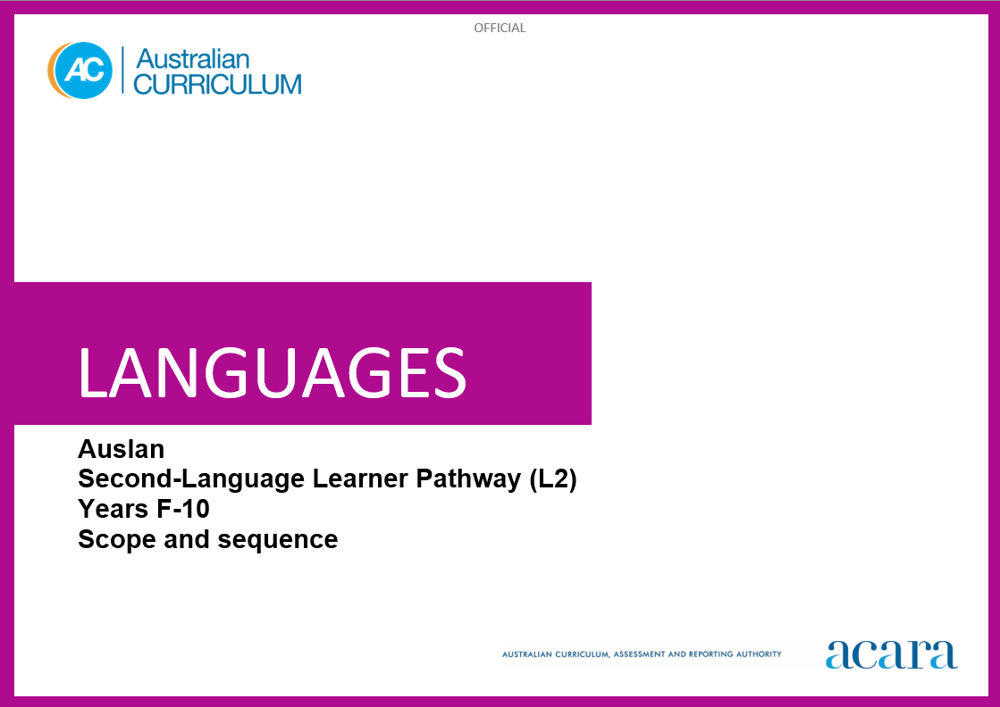 OFFICIAL
AC
Australian
CURRICULUM
LANGUAGES
Auslan
Second-Language Learner Pathway (L2)
Years F-10
Scope and sequence
AUSTRALIAN CURRICULUM, ASSESSMENT AND REPORTING AUTHORITY
acara